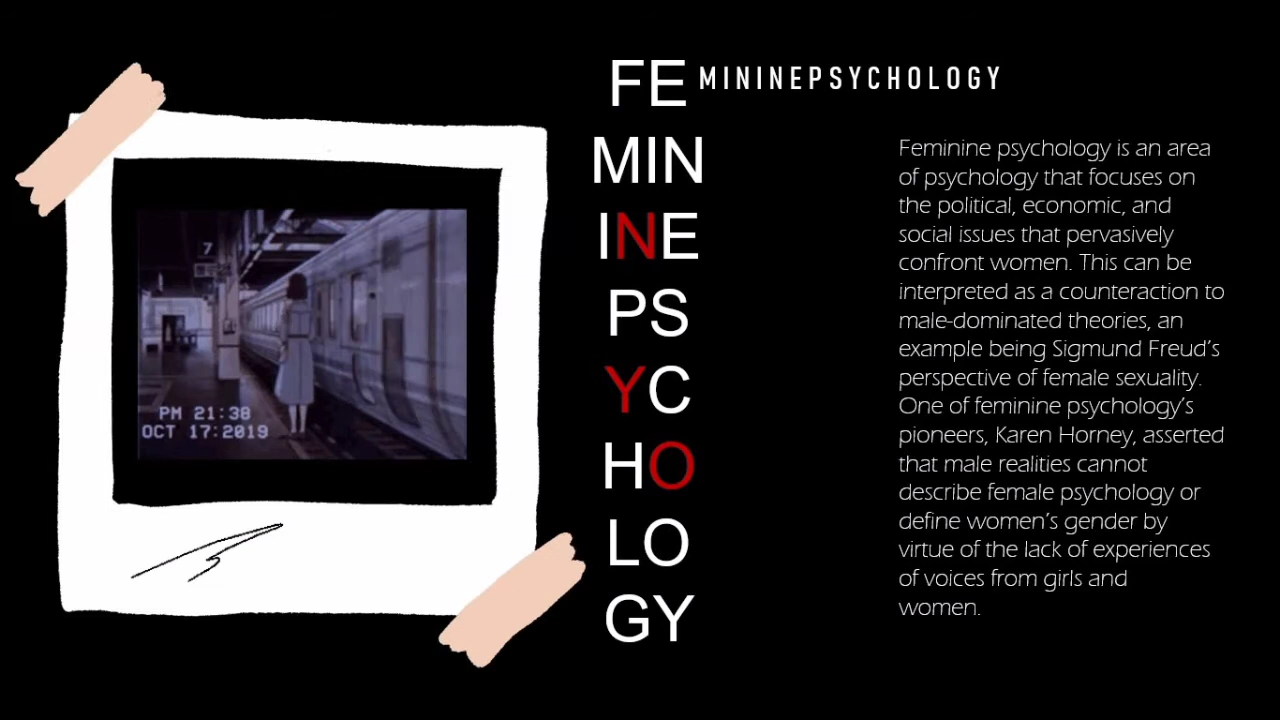 7
PM 21:38
OCT 17:2019
FE
MIN
INE
PS
YC
HO
LO
GY
MININEPSYCHOLOGY
Feminine psychology is an area
of psychology that focuses on
the political, economic, and
social issues that pervasively
confront women. This can be
interpreted as a counteraction to
male-dominated theories, an
example being Sigmund Freud's
perspective of female sexuality.
One of feminine psychology's
pioneers, Karen Horney, asserted
that male realities cannot
describe female psychology or
define women's gender by
virtue of the lack of experiences
of voices from girls and
women.